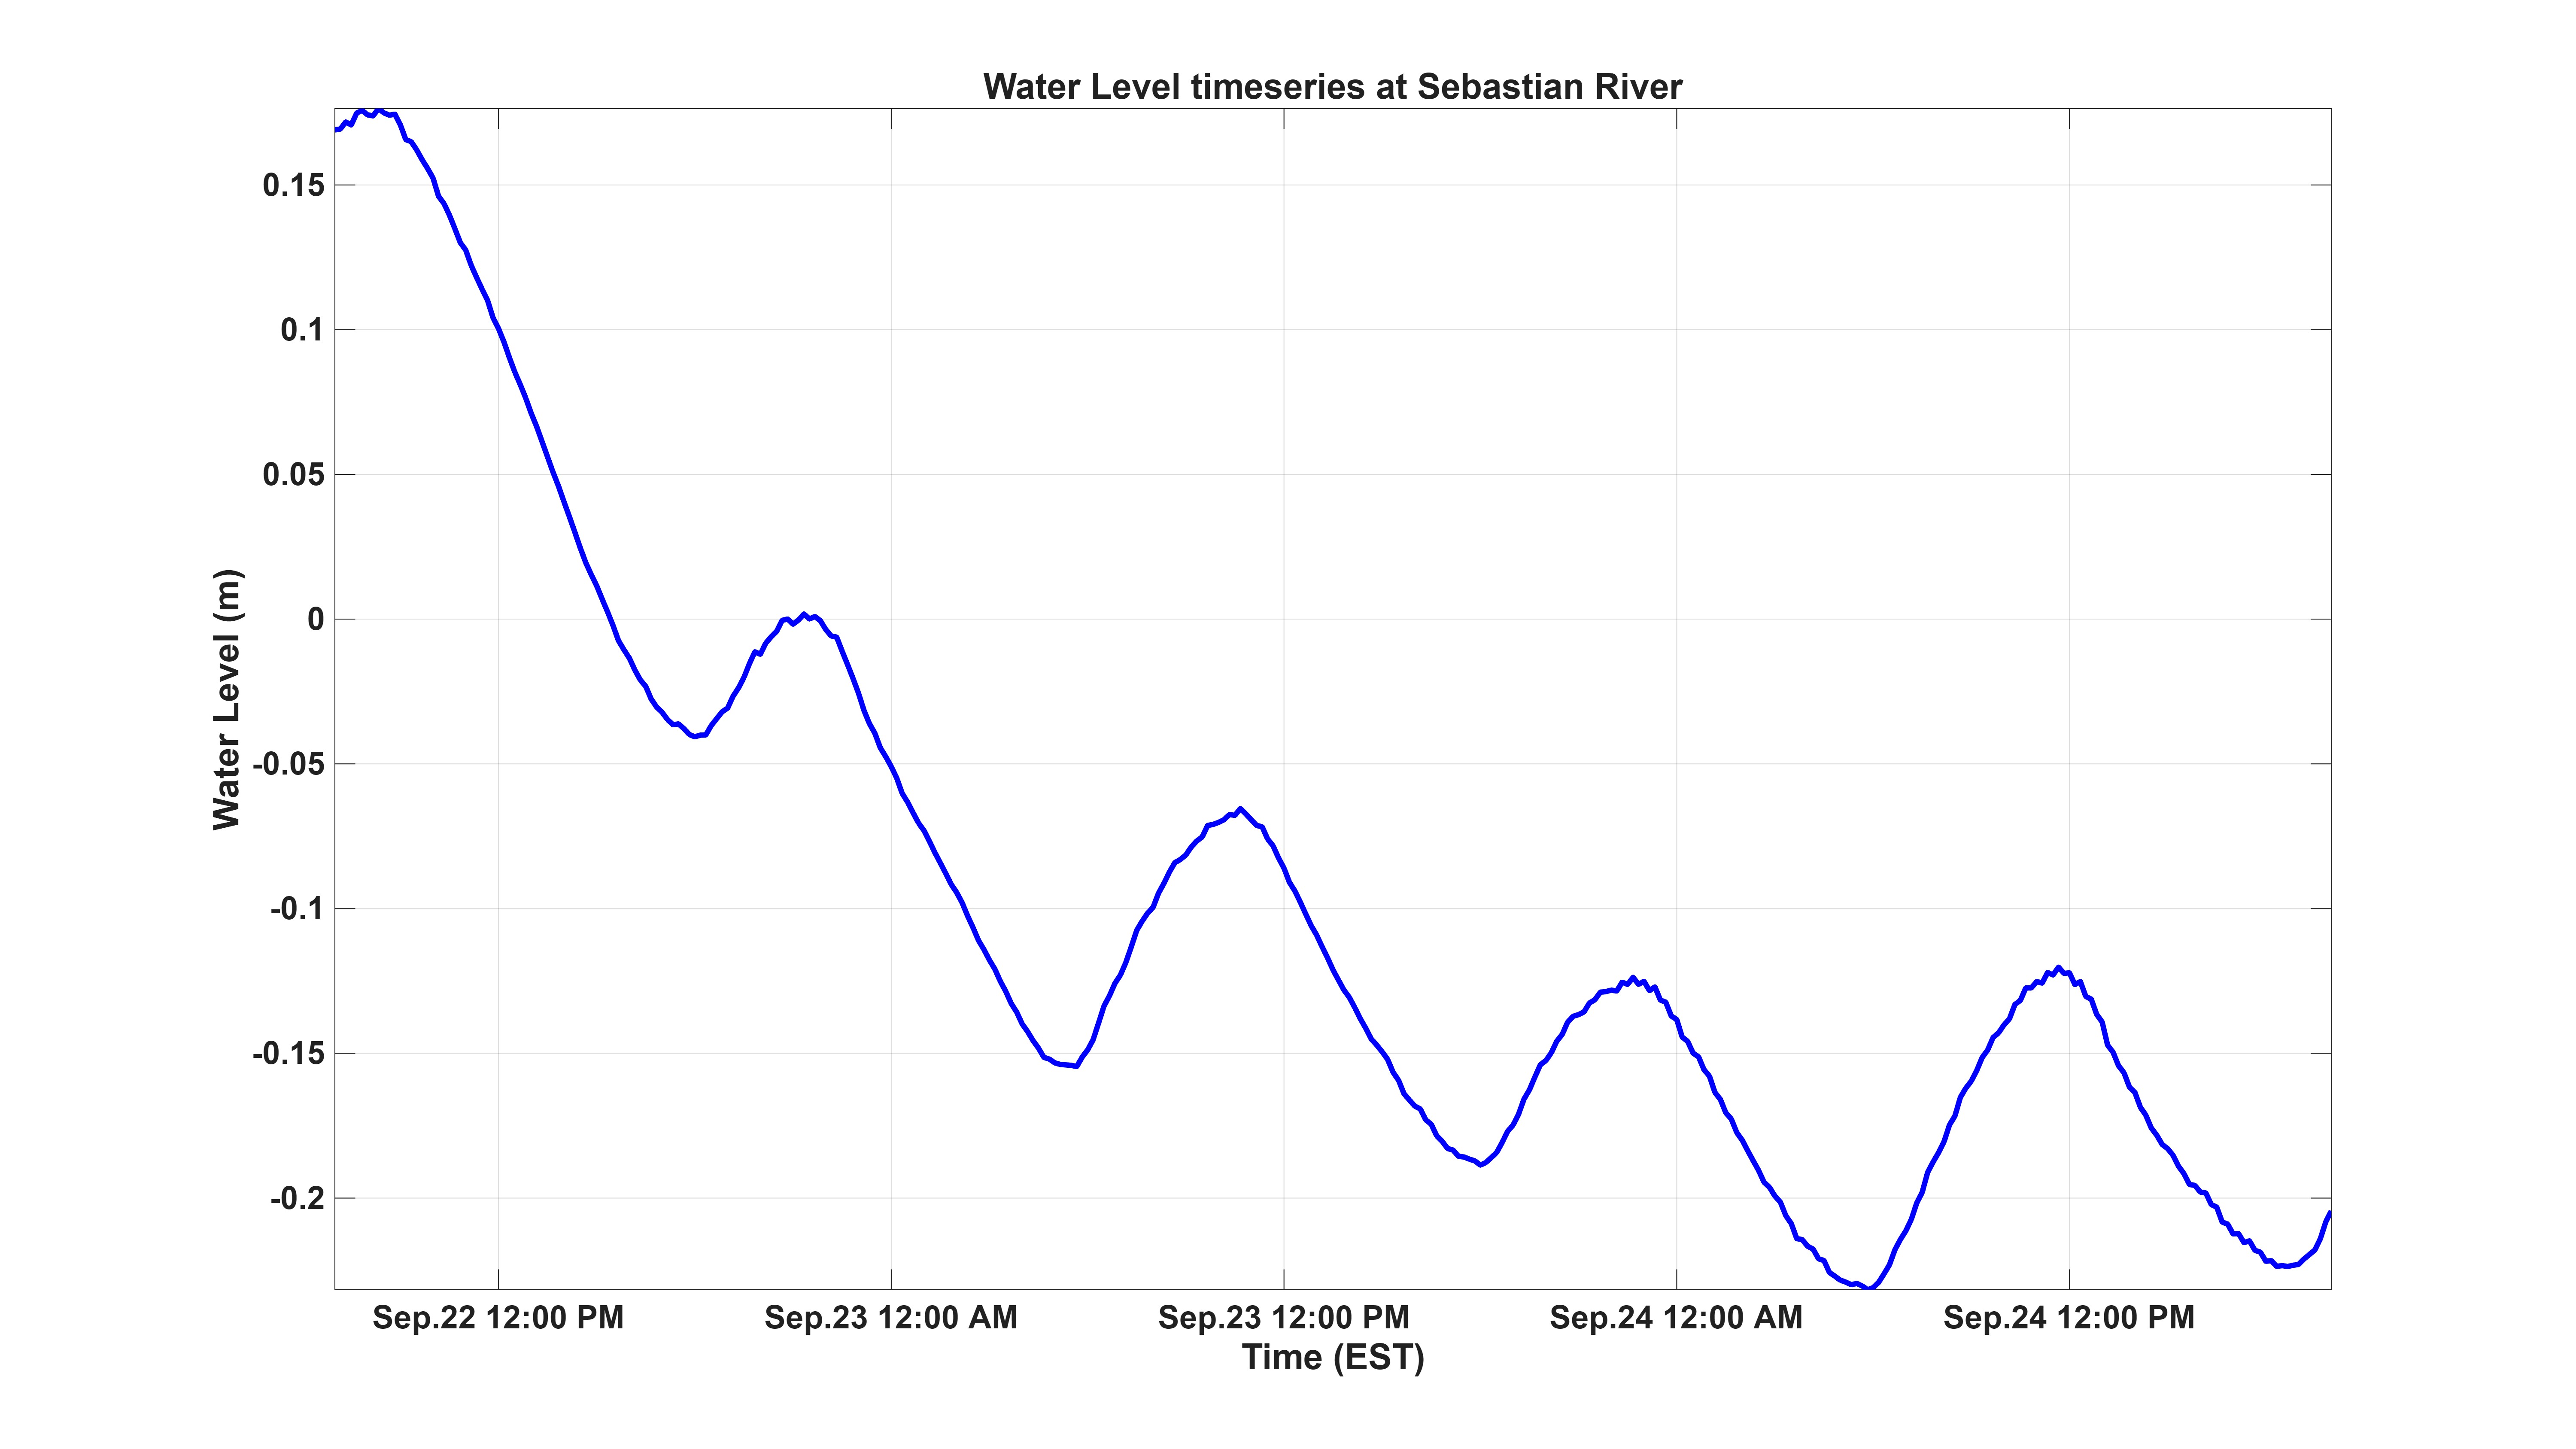 Water Level timeseries at Sebastian River
Water Level (m)
0.15
0.1
0.05
0
-0.05
-0.1
-0.15
-0.2
Sep.22 12:00 PM
Sep.23 12:00 AM
Sep.23 12:00 PM
Sep.24 12:00 AM
Sep.24 12:00 PM
Time (EST)